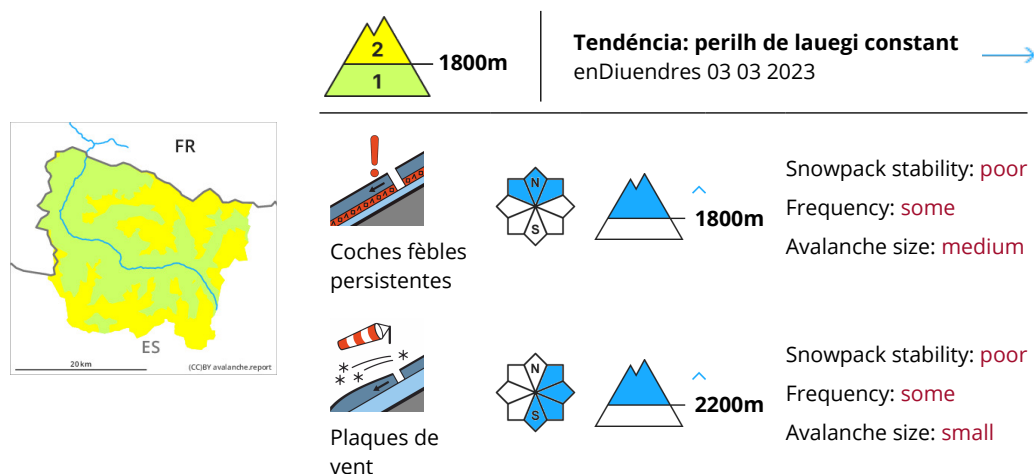 2
1
1800m
Tendéncia: perilh de lauegi constant
enDiuendres 03 03 2023
FR
ES
20 km
(CC)BY avalanche.report
Coches fèbles
persistentes
N
S
1800m
Snowpack stability: poor
Frequency: some
Avalanche size: medium
Plaques de
vent
N
S
2200m
Snowpack stability: poor
Frequency: some
Avalanche size: small